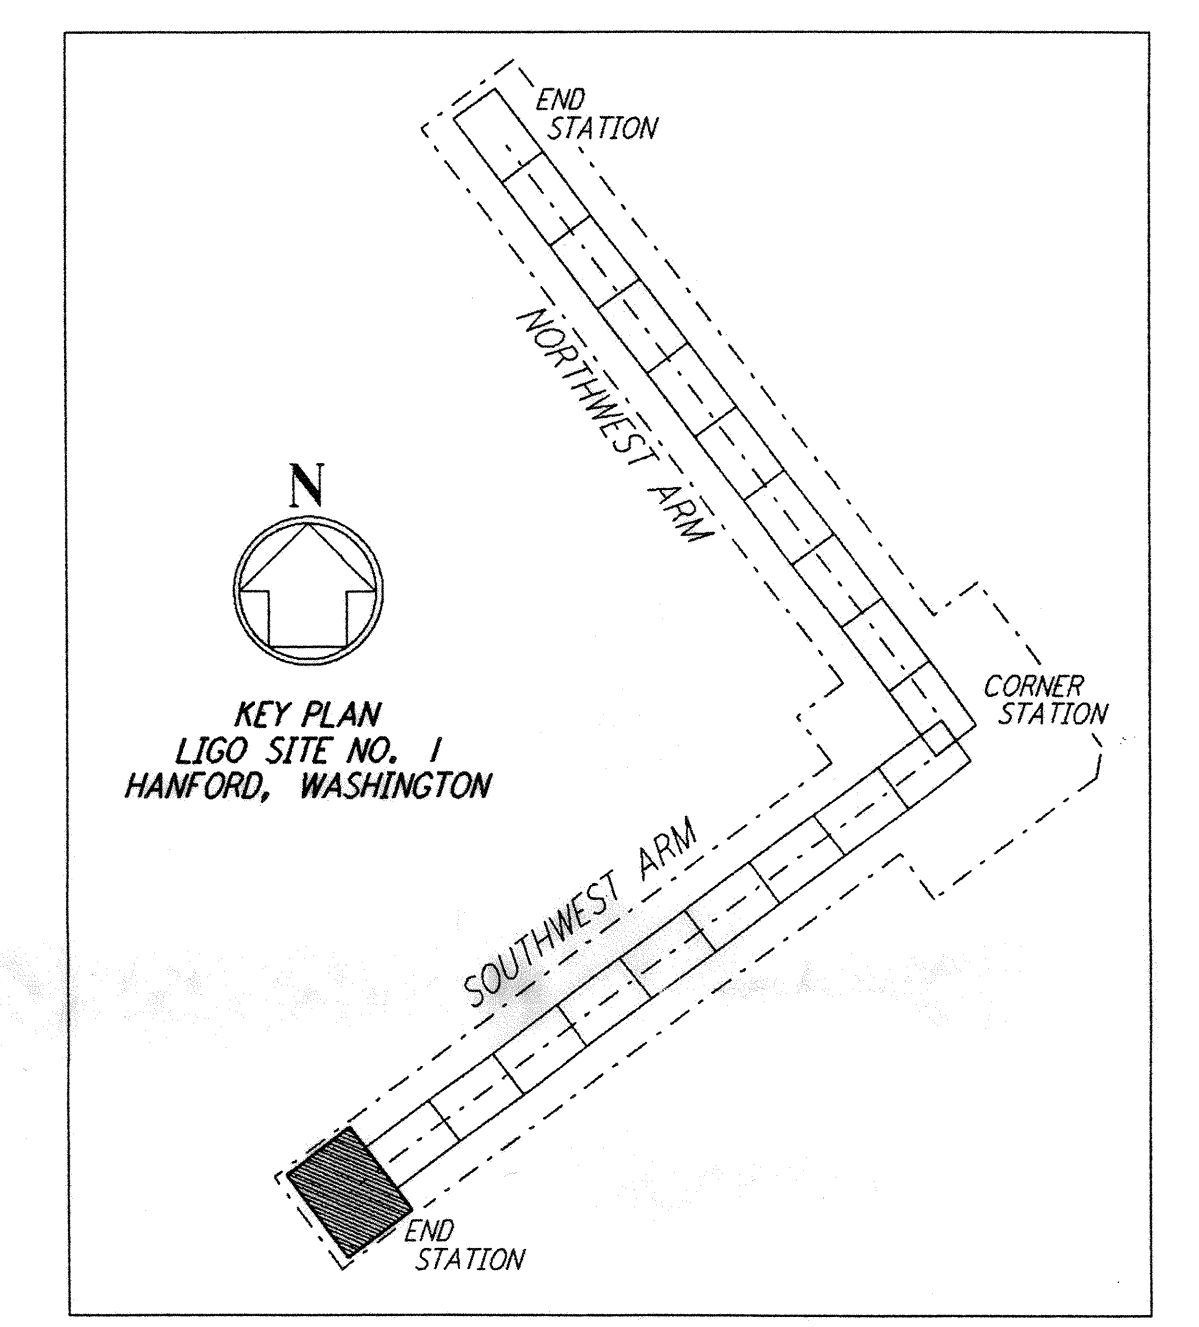 END
STATION
NORTHWEST ARM
N
CORNER
STATION
KEY PLAN
LIGO SITE NO. 1
HANFORD, WASHINGTON
SOUTHWEST ARM
END
STATION